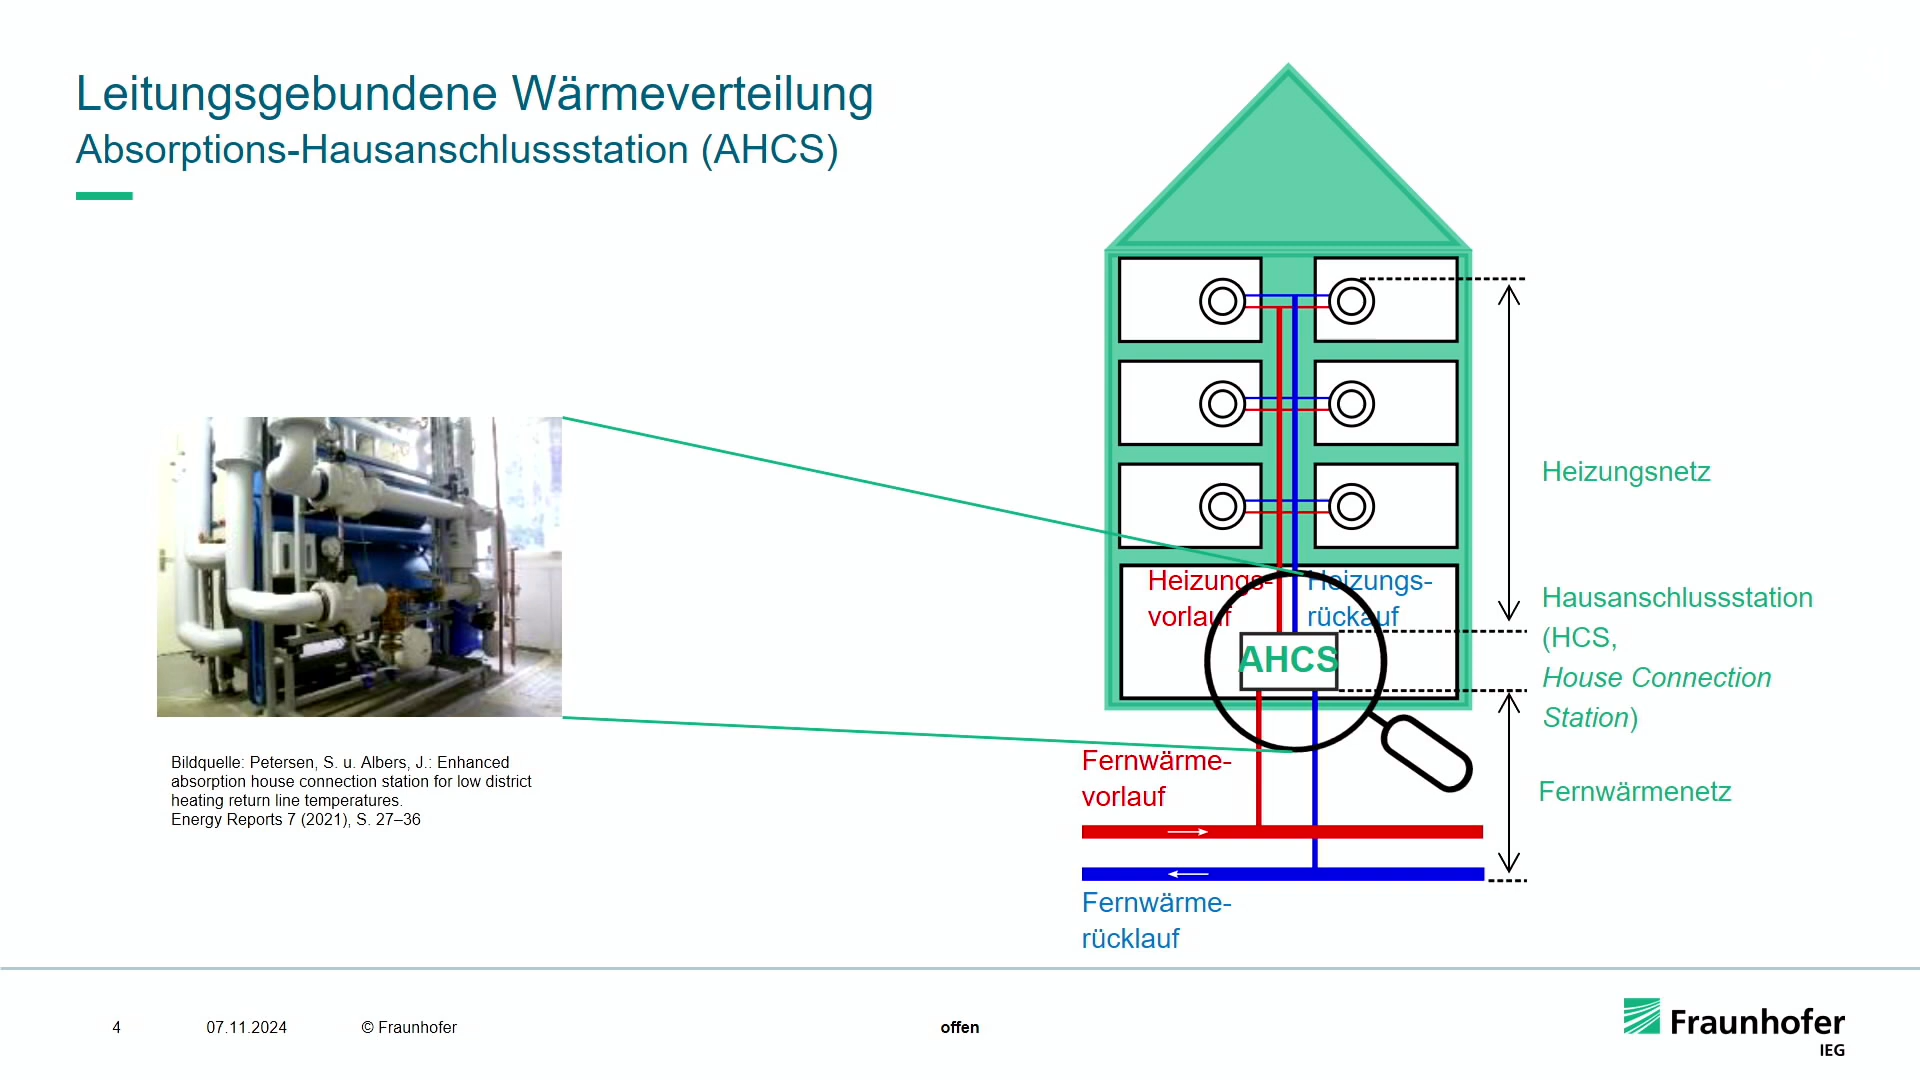 Leitungsgebundene Wärmeverteilung
Absorptions-Hausanschlussstation (AHCS)
Heizungsnetz
Heizungs-
vorlauf
Heizungs-
rückauf
AHCS
Hausanschlussstation
(HCS,
House Connection
Station)
Fernwärme-
vorlauf
Fernwärmenetz
Fernwärme-
rücklauf
Bildquelle: Petersen, S. u. Albers, J.: Enhanced
absorption house connection station for low district
heating return line temperatures.
Energy Reports 7 (2021), S. 27–36
4
07.11.2024
© Fraunhofer
offen
Fraunhofer
IEG